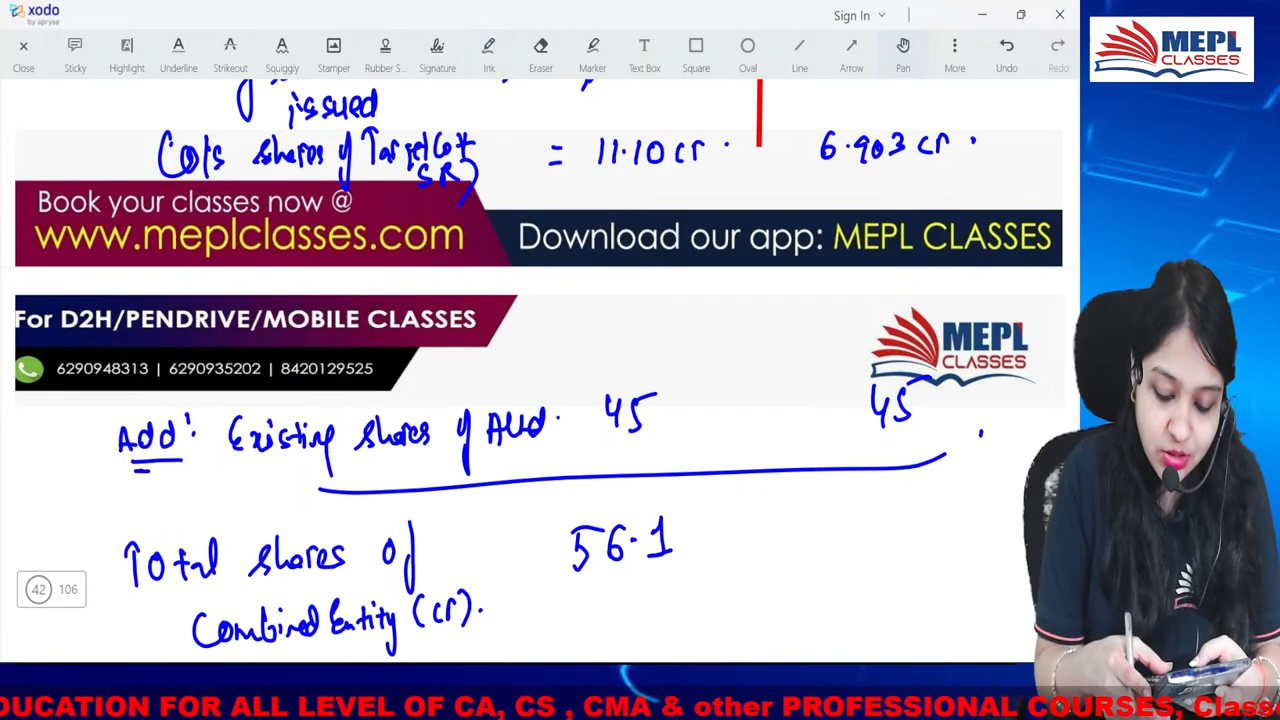 xodo
by apryse
Sign In
Close Sticky Highlight Underline Strikeout Squiggly Stamper Rubber S Signature Eraser Marker Text Box Square Oval Line Arrow Pan More Undo Redo
MEPL
CLASSES
issued
shares of Target Co *
SR)
= 11.10 cr. 6.903 cr.
Book your classes now @
www.meplclasses.com
Download our app: MEPL CLASSES
For D2H/PENDRIVE/MOBILE CLASSES
6290948313 | 6290935202 | 8420129525
MEPL
CLASSES
Add: Existing shares of 45 45
Total shares of 56.1
Combined Entity (cr).
42 106
DUCATION FOR ALL LEVEL OF CA, CS , CMA & other PROFESSIONAL COURSES, Classe